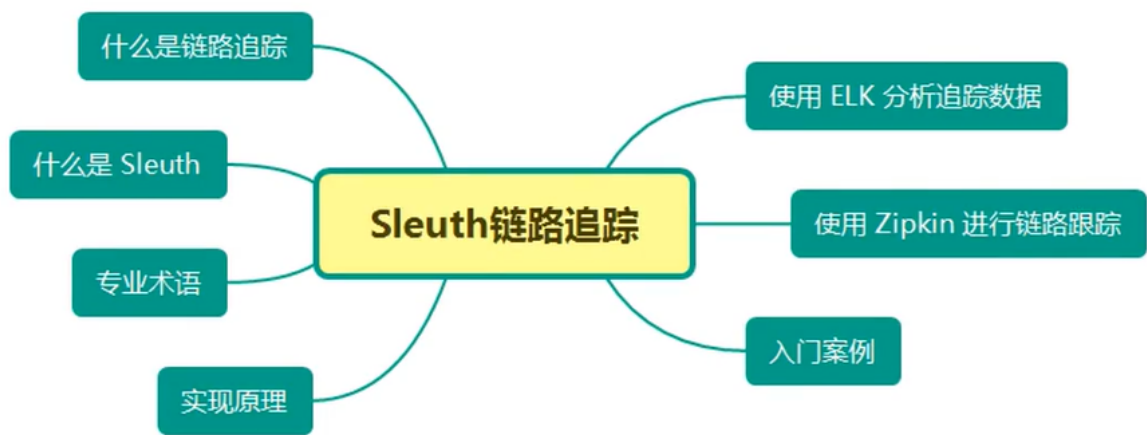 什么是链路追踪
什么是 Sleuth
专业术语
实现原理
Sleuth链路追踪
使用 ELK 分析追踪数据
使用 Zipkin 进行链路跟踪
入门案例